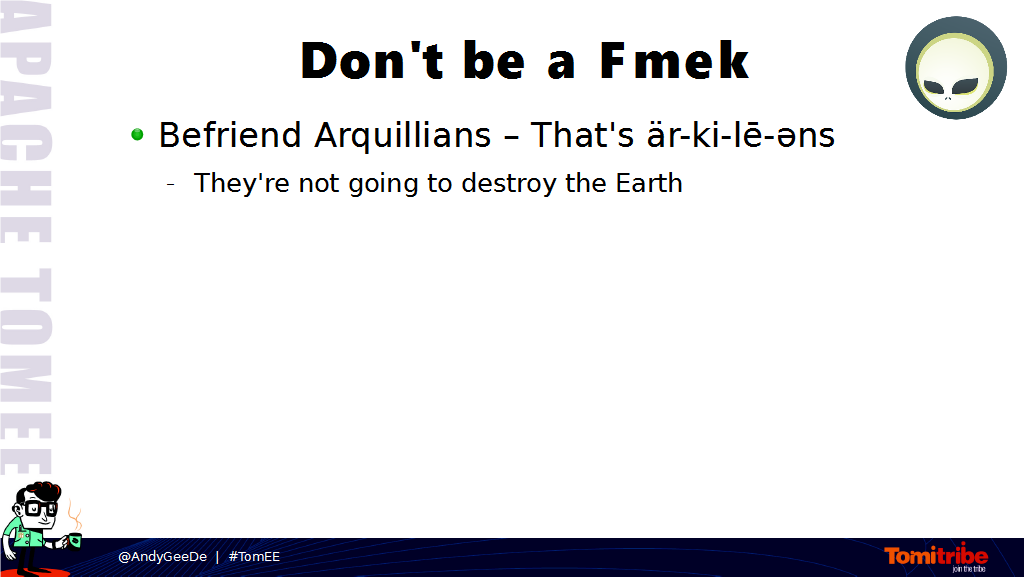 Don't be a Fmek
Befriend Arquillians – That's är-ki-lē-əns
- They're not going to destroy the Earth
APACHE TOMEE
@AndyGeeDe | #TomEE
Tomitribe
join the tribe